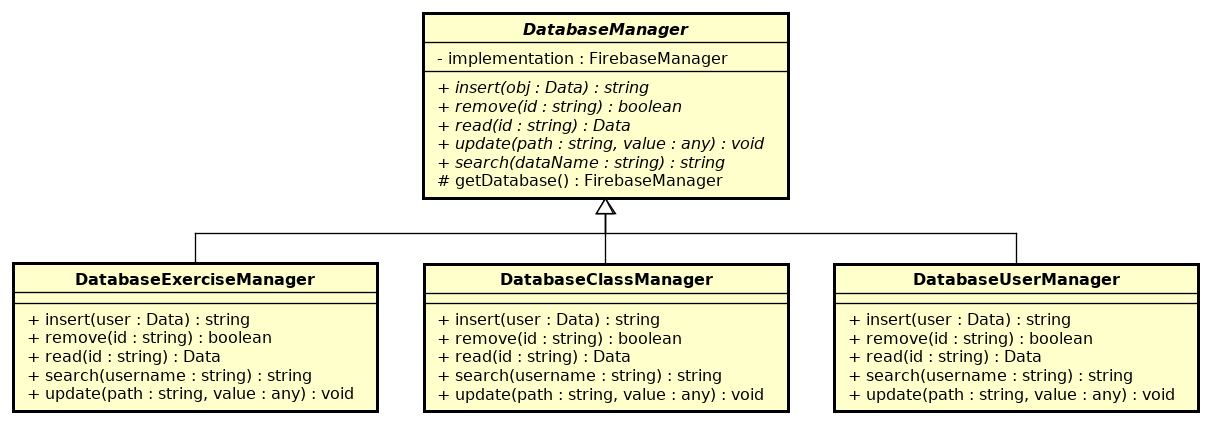 DatabaseManager
- implementation : FirebaseManager
+ insert(obj : Data) : string
+ remove(id : string) : boolean
+ read(id : string) : Data
+ update(path : string, value : any) : void
+ search(dataName : string) : string
# getDatabase() : FirebaseManager
DatabaseExerciseManager
+ insert(user : Data) : string
+ remove(id : string) : boolean
+ read(id : string) : Data
+ search(username : string) : string
+ update(path : string, value : any) : void
DatabaseClassManager
+ insert(user : Data) : string
+ remove(id : string) : boolean
+ read(id : string) : Data
+ search(username : string) : string
+ update(path : string, value : any) : void
DatabaseUserManager
+ insert(user : Data) : string
+ remove(id : string) : boolean
+ read(id : string) : Data
+ search(username : string) : string
+ update(path : string, value : any) : void